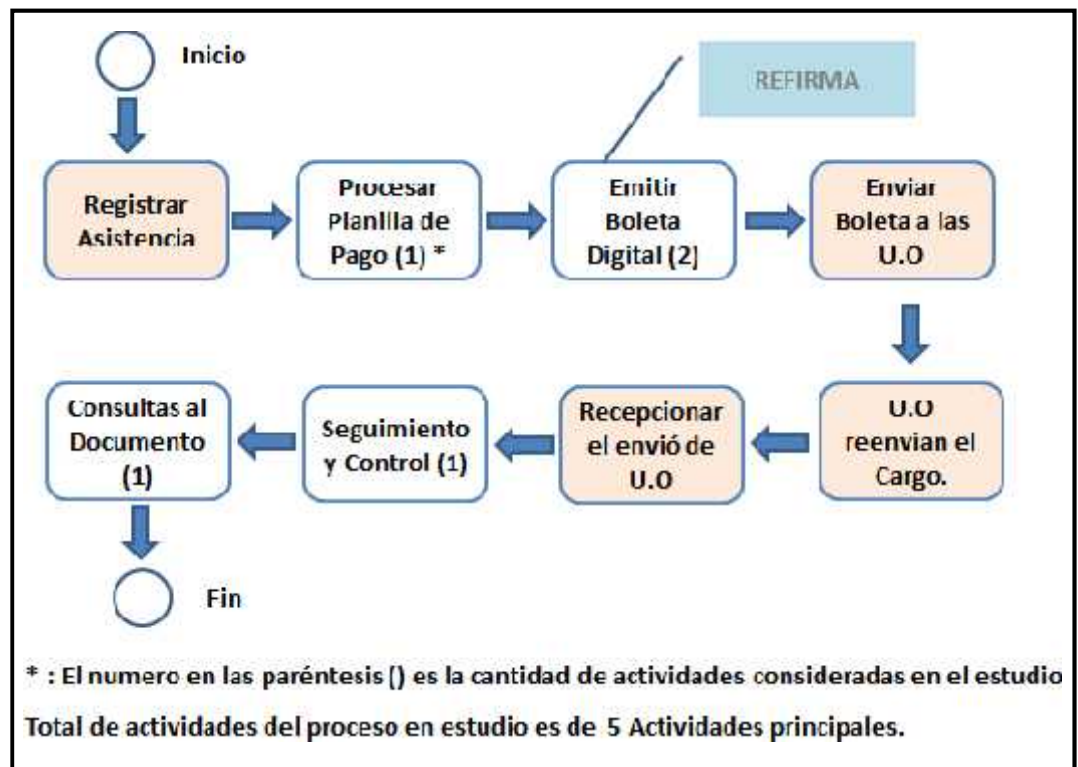 Inicio
REFIRMA
Registrar
Asistencia
Procesar
Planilla de
Pago (1) *
Emitir
Boleta
Digital (2)
Enviar
Boleta a las
U.O
U.O
reenvian el
Cargo.
Recepcionar
el envió de
U.O
Seguimiento
y Control (1)
Consultas al
Documento
(1)
Fin
* : El numero en las paréntesis () es la cantidad de actividades consideradas en el estudio
Total de actividades del proceso en estudio es de 5 Actividades principales.